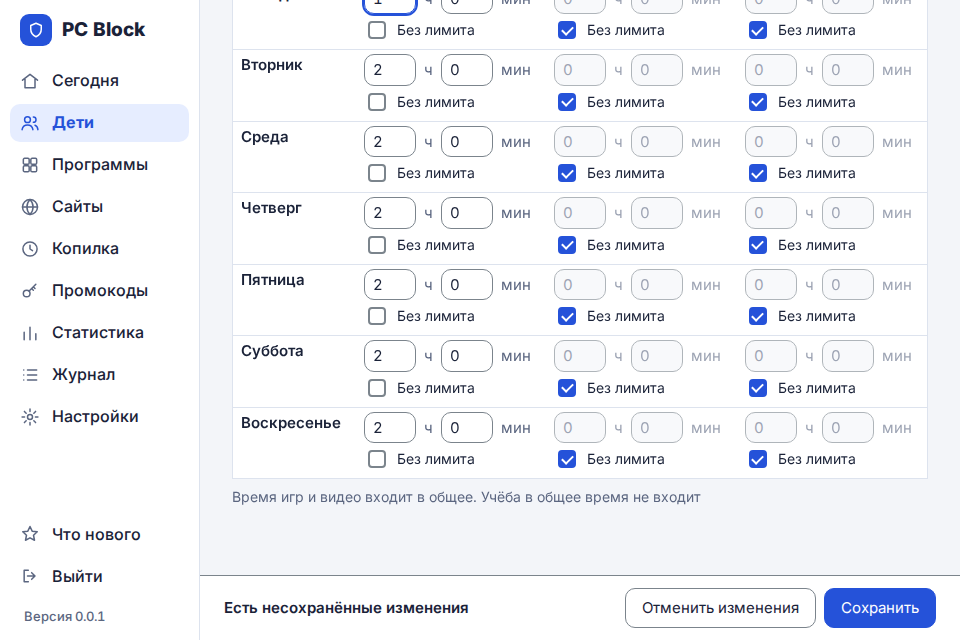 PC Block
Сегодня
Дети
Программы
Сайты
Копилка
Промокоды
Статистика
Журнал
Настройки
Что нового
Выйти
Версия 0.0.1
Без лимита Без лимита Без лимита
Вторник 2 ч 0 мин 0 ч 0 мин 0 ч 0 мин
Без лимита Без лимита Без лимита
Среда 2 ч 0 мин 0 ч 0 мин 0 ч 0 мин
Без лимита Без лимита Без лимита
Четверг 2 ч 0 мин 0 ч 0 мин 0 ч 0 мин
Без лимита Без лимита Без лимита
Пятница 2 ч 0 мин 0 ч 0 мин 0 ч 0 мин
Без лимита Без лимита Без лимита
Суббота 2 ч 0 мин 0 ч 0 мин 0 ч 0 мин
Без лимита Без лимита Без лимита
Воскресенье 2 ч 0 мин 0 ч 0 мин 0 ч 0 мин
Без лимита Без лимита Без лимита
Время игр и видео входит в общее. Учёба в общее время не входит
Есть несохранённые изменения Отменить изменения Сохранить